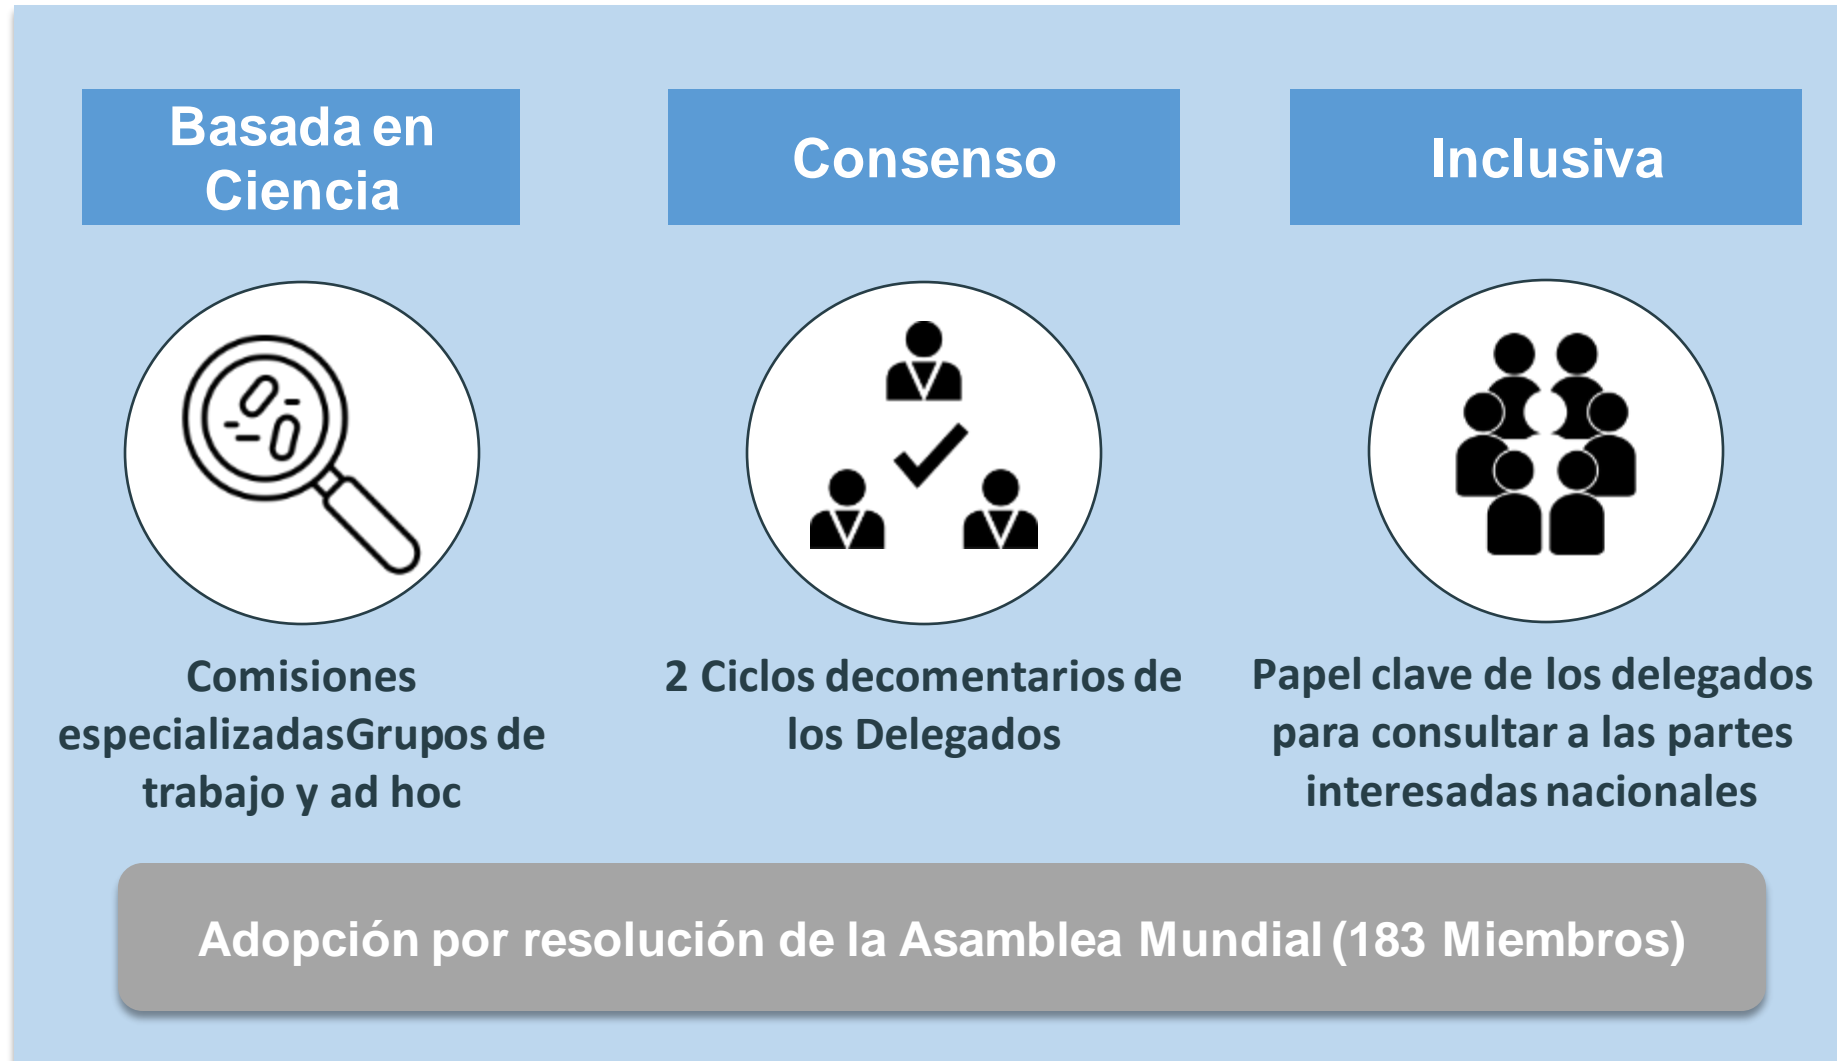 Basada en
Ciencia
Consenso
Inclusiva
Comisiones
especializadasGrupos de
trabajo y ad hoc
2 Ciclos decomentarios de
los Delegados
Papel clave de los delegados
para consultar a las partes
interesadas nacionales
Adopción por resolución de la Asamblea Mundial (183 Miembros)